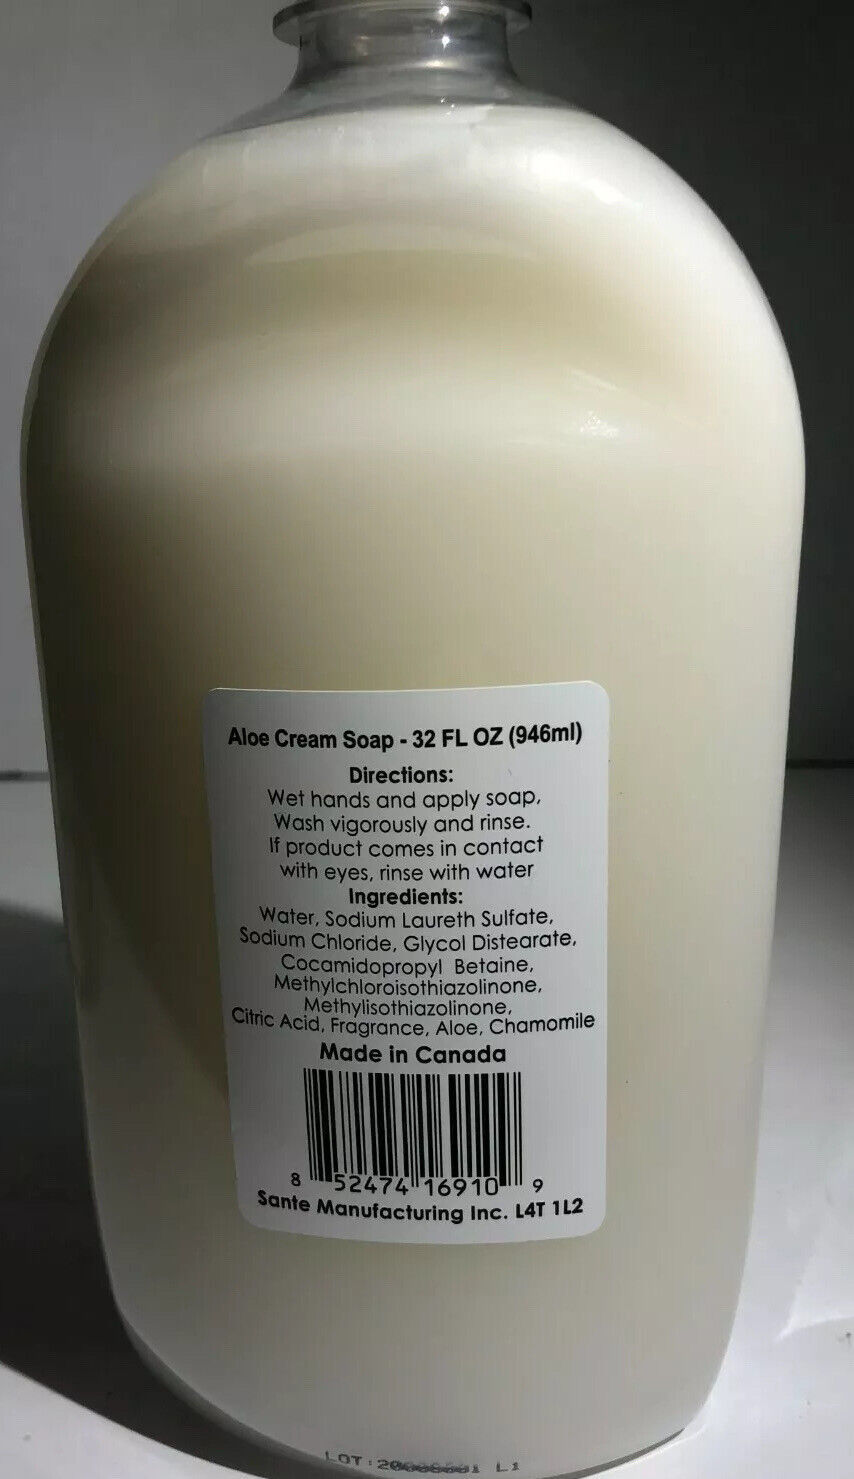 Aloe Cream Soap - 32 FL OZ (946ml)
Directions:
Wet hands and apply soap,
Wash vigorously and rinse.
If product comes in contact
with eyes, rinse with water
Ingredients:
Water, Sodium Laureth Sulfate,
Sodium Chloride, Glycol Distearate,
Cocamidopropyl Betaine,
Methylchloroisothiazolinone,
Methylisothiazolinone,
Citric Acid, Fragrance, Aloe, Chamomile
Made in Canada
8 52474 16910 9
Sante Manufacturing Inc. L4T 1L2
LOT: L1